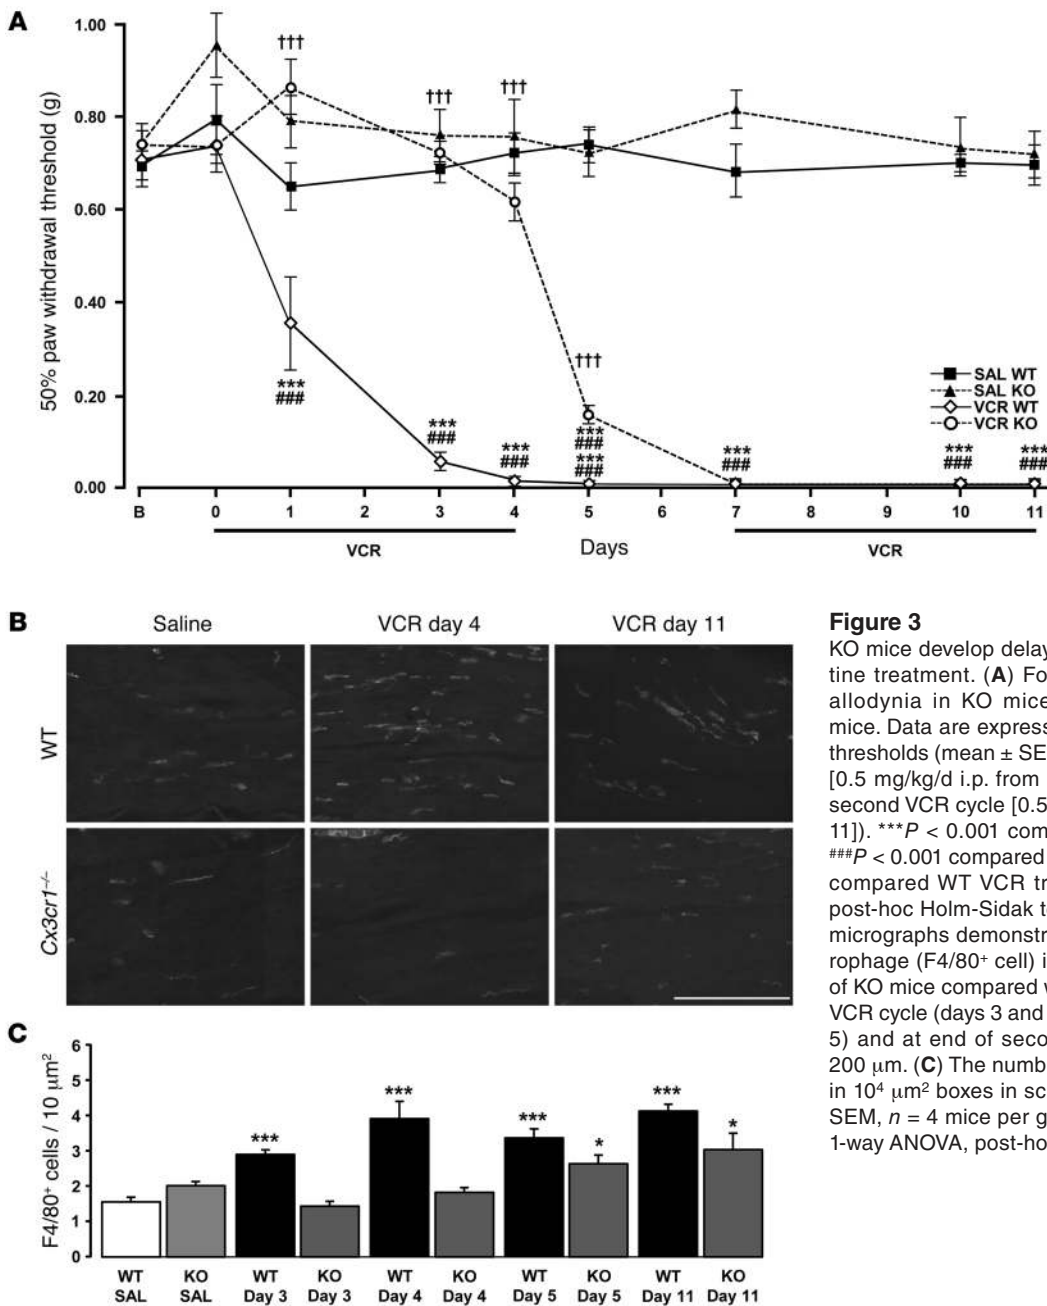 A
50% paw withdrawal threshold (g)
1.00
0.80
0.60
0.40
0.20
0.00
†††
†††
†††
†††
***
###
***
###
***
###
***
###
***
###
***
###
***
###
***
###
SAL WT
SAL KO
VCR WT
VCR KO
B 0 1 2 3 4 5 6 7 8 9 10 11
VCR Days VCR
B
Saline VCR day 4 VCR day 11
WT
Cx3cr1⁻/⁻
Figure 3
KO mice develop delay
tine treatment. (A) Fo
allodynia in KO mice
mice. Data are express
thresholds (mean ± SE
[0.5 mg/kg/d i.p. from
second VCR cycle [0.5
11]). ***P < 0.001 com
###P < 0.001 compared
compared WT VCR tr
post-hoc Holm-Sidak t
micrographs demonstr
rophage (F4/80⁺ cell) i
of KO mice compared w
VCR cycle (days 3 and
5) and at end of seco
200 μm. (C) The numb
in 10⁴ μm² boxes in sc
SEM, n = 4 mice per g
1-way ANOVA, post-ho
C
F4/80⁺ cells / 10 μm²
6
5
4
3
2
1
0
*** *** *** * *** *
WT KO WT KO WT KO WT KO WT KO
SAL SAL Day 3 Day 3 Day 4 Day 4 Day 5 Day 5 Day 11 Day 11